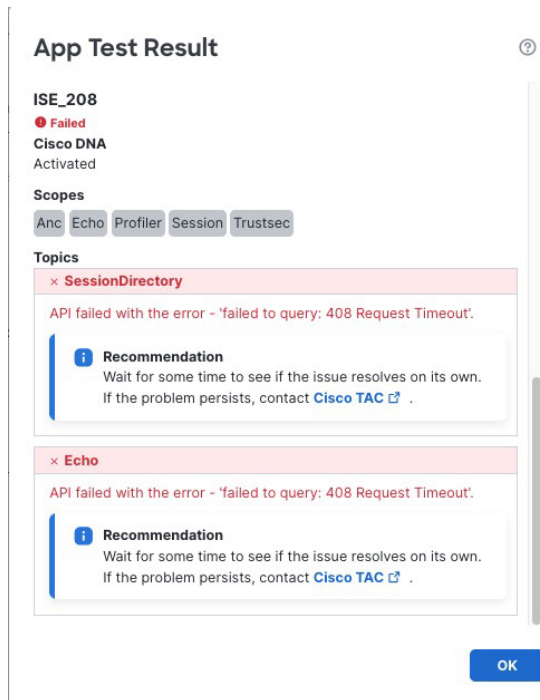 App Test Result
ISE_208
Failed
Cisco DNA
Activated
Scopes
Anc Echo Profiler Session Trustsec
Topics
× SessionDirectory
API failed with the error - 'failed to query: 408 Request Timeout'.
Recommendation
Wait for some time to see if the issue resolves on its own.
If the problem persists, contact Cisco TAC .
× Echo
API failed with the error - 'failed to query: 408 Request Timeout'.
Recommendation
Wait for some time to see if the issue resolves on its own.
If the problem persists, contact Cisco TAC .
OK